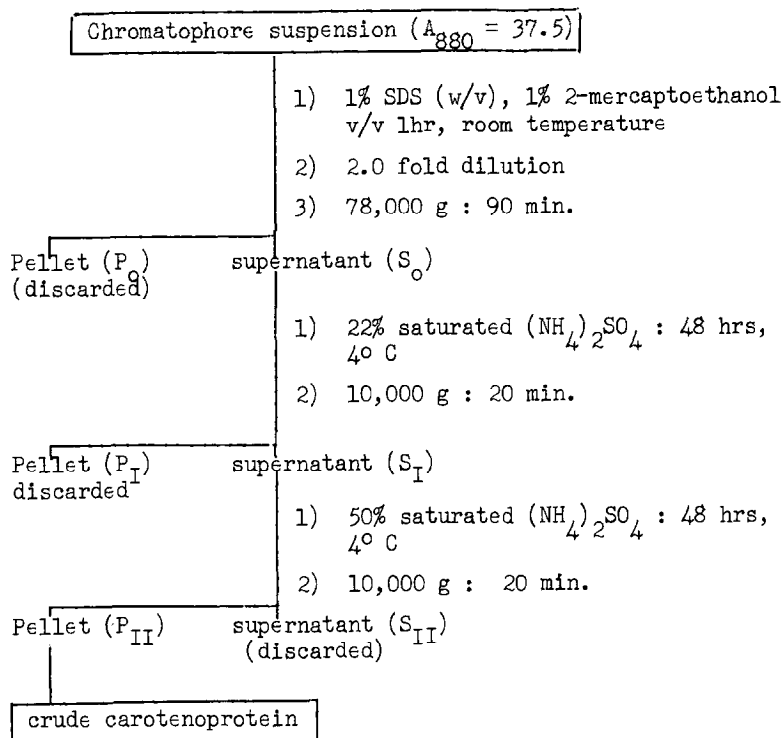 Chromatophore suspension (A880 = 37.5)
1) 1% SDS (w/v), 1% 2-mercaptoethanol
v/v 1hr, room temperature
2) 2.0 fold dilution
3) 78,000 g : 90 min.
Pellet (Po) supernatant (So)
(discarded)
1) 22% saturated (NH4)2SO4 : 48 hrs,
4° C
2) 10,000 g : 20 min.
Pellet (PI) supernatant (SI)
discarded
1) 50% saturated (NH4)2SO4 : 48 hrs,
4° C
2) 10,000 g : 20 min.
Pellet (PII) supernatant (SII)
(discarded)
crude carotenoprotein